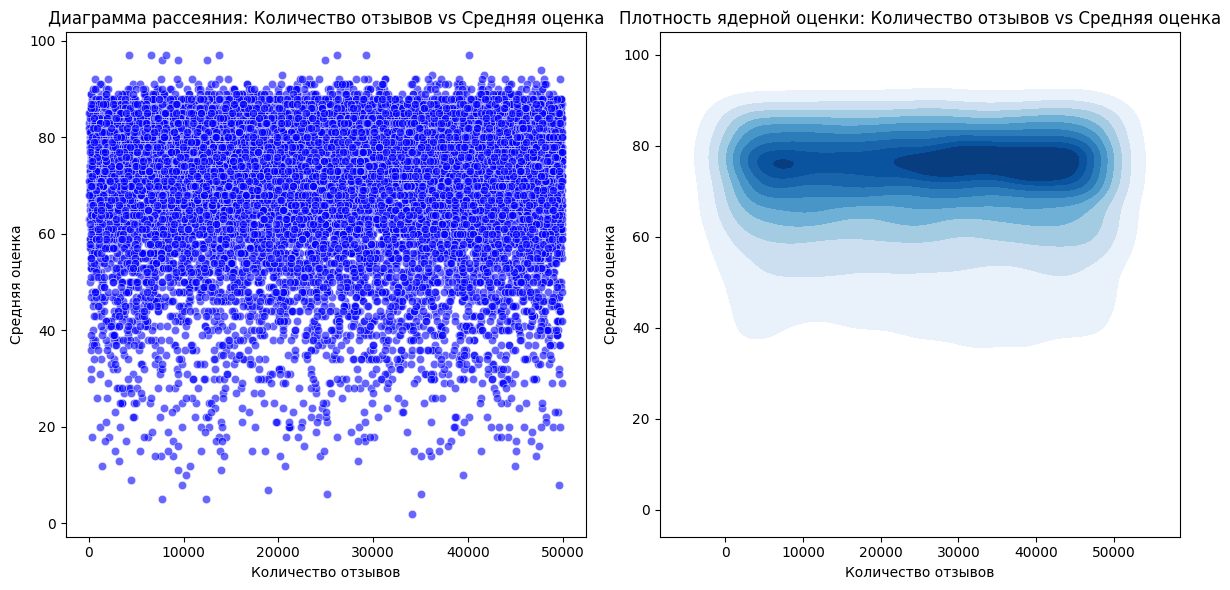 Диаграмма рассеяния: Количество отзывов vs Средняя оценка
100
80
60
40
20
0
Средняя оценка
0 10000 20000 30000 40000 50000
Количество отзывов
Плотность ядерной оценки: Количество отзывов vs Средняя оценка
100
80
60
40
20
0
Средняя оценка
0 10000 20000 30000 40000 50000
Количество отзывов